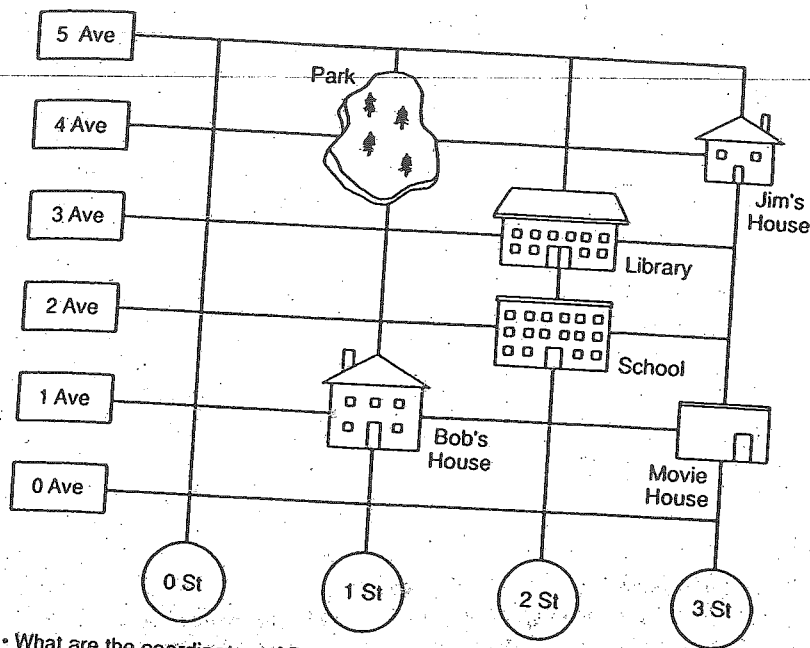 5 Ave
Park
4 Ave
Jim's
House
3 Ave
Library
2 Ave
School
1 Ave
Bob's
House
Movie
House
0 Ave
0 St
1 St
2 St
3 St
• What are the